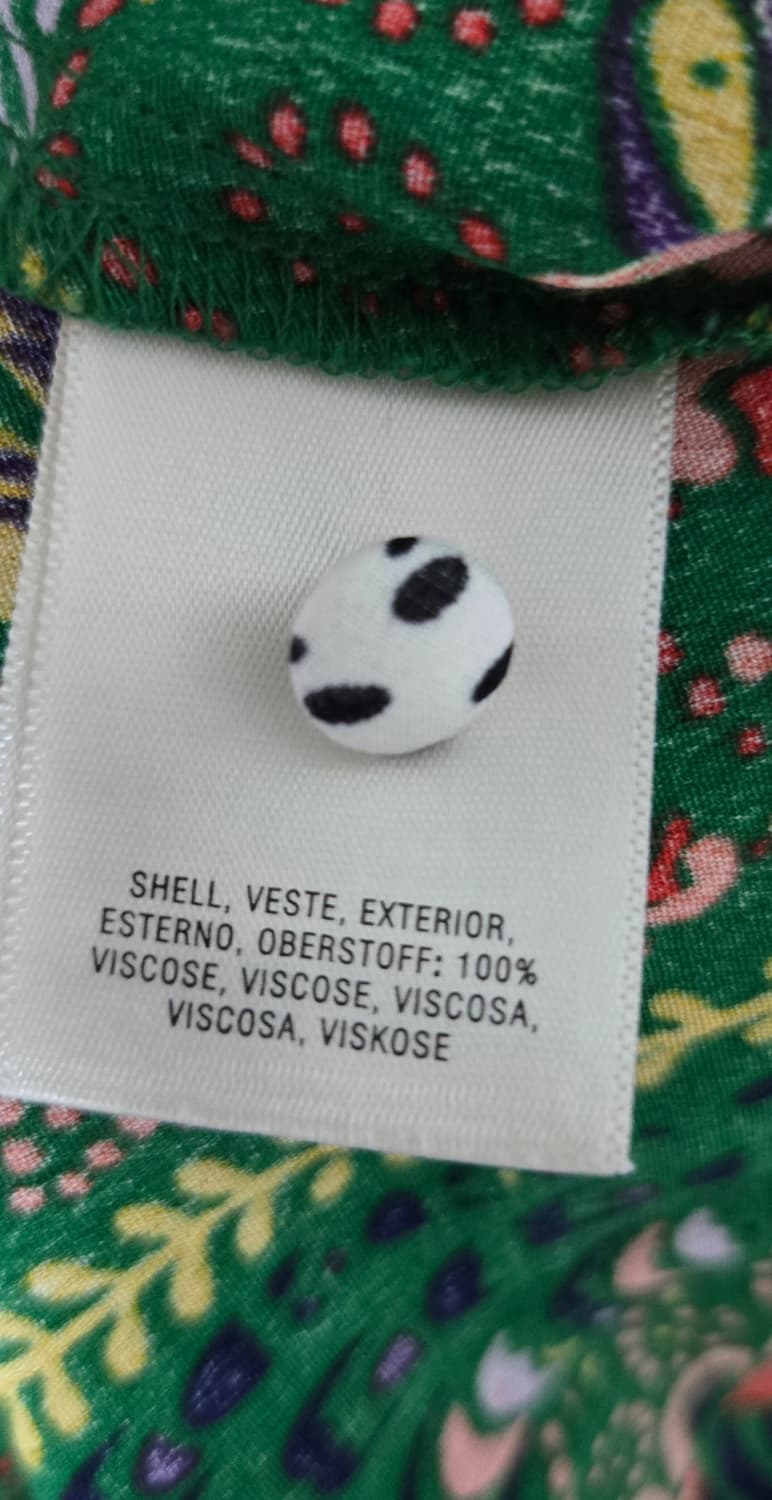 SHELL, VESTE, EXTERIOR,
ESTERNO, OBERSTOFF: 100%
VISCOSE, VISCOSE, VISCOSA,
VISCOSA, VISKOSE